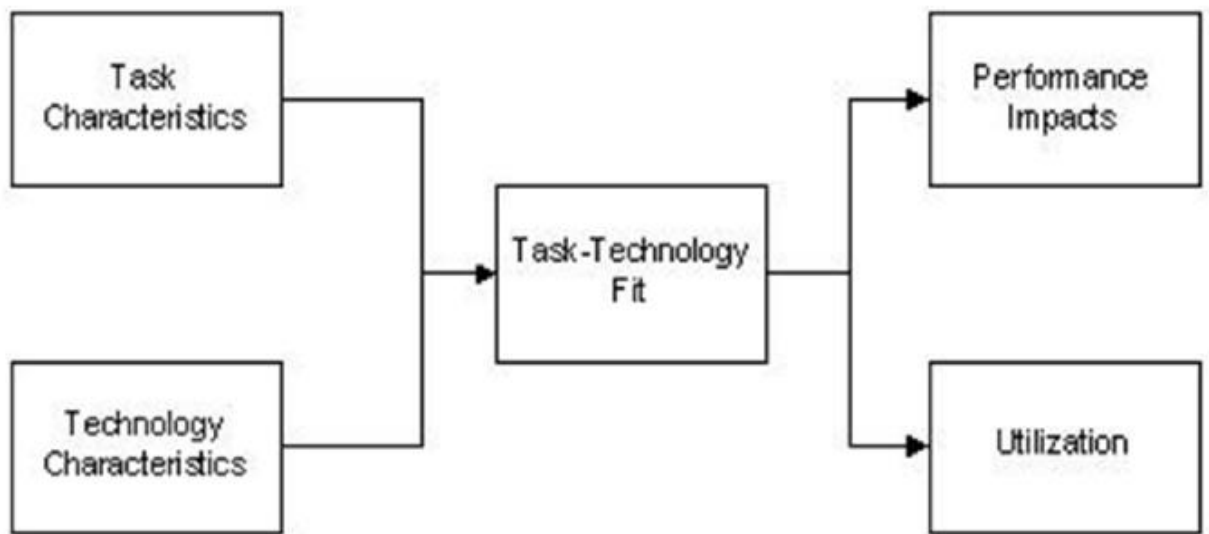 Task
Characteristics
Technology
Characteristics
Task-Technology
Fit
Performance
Impacts
Utilization